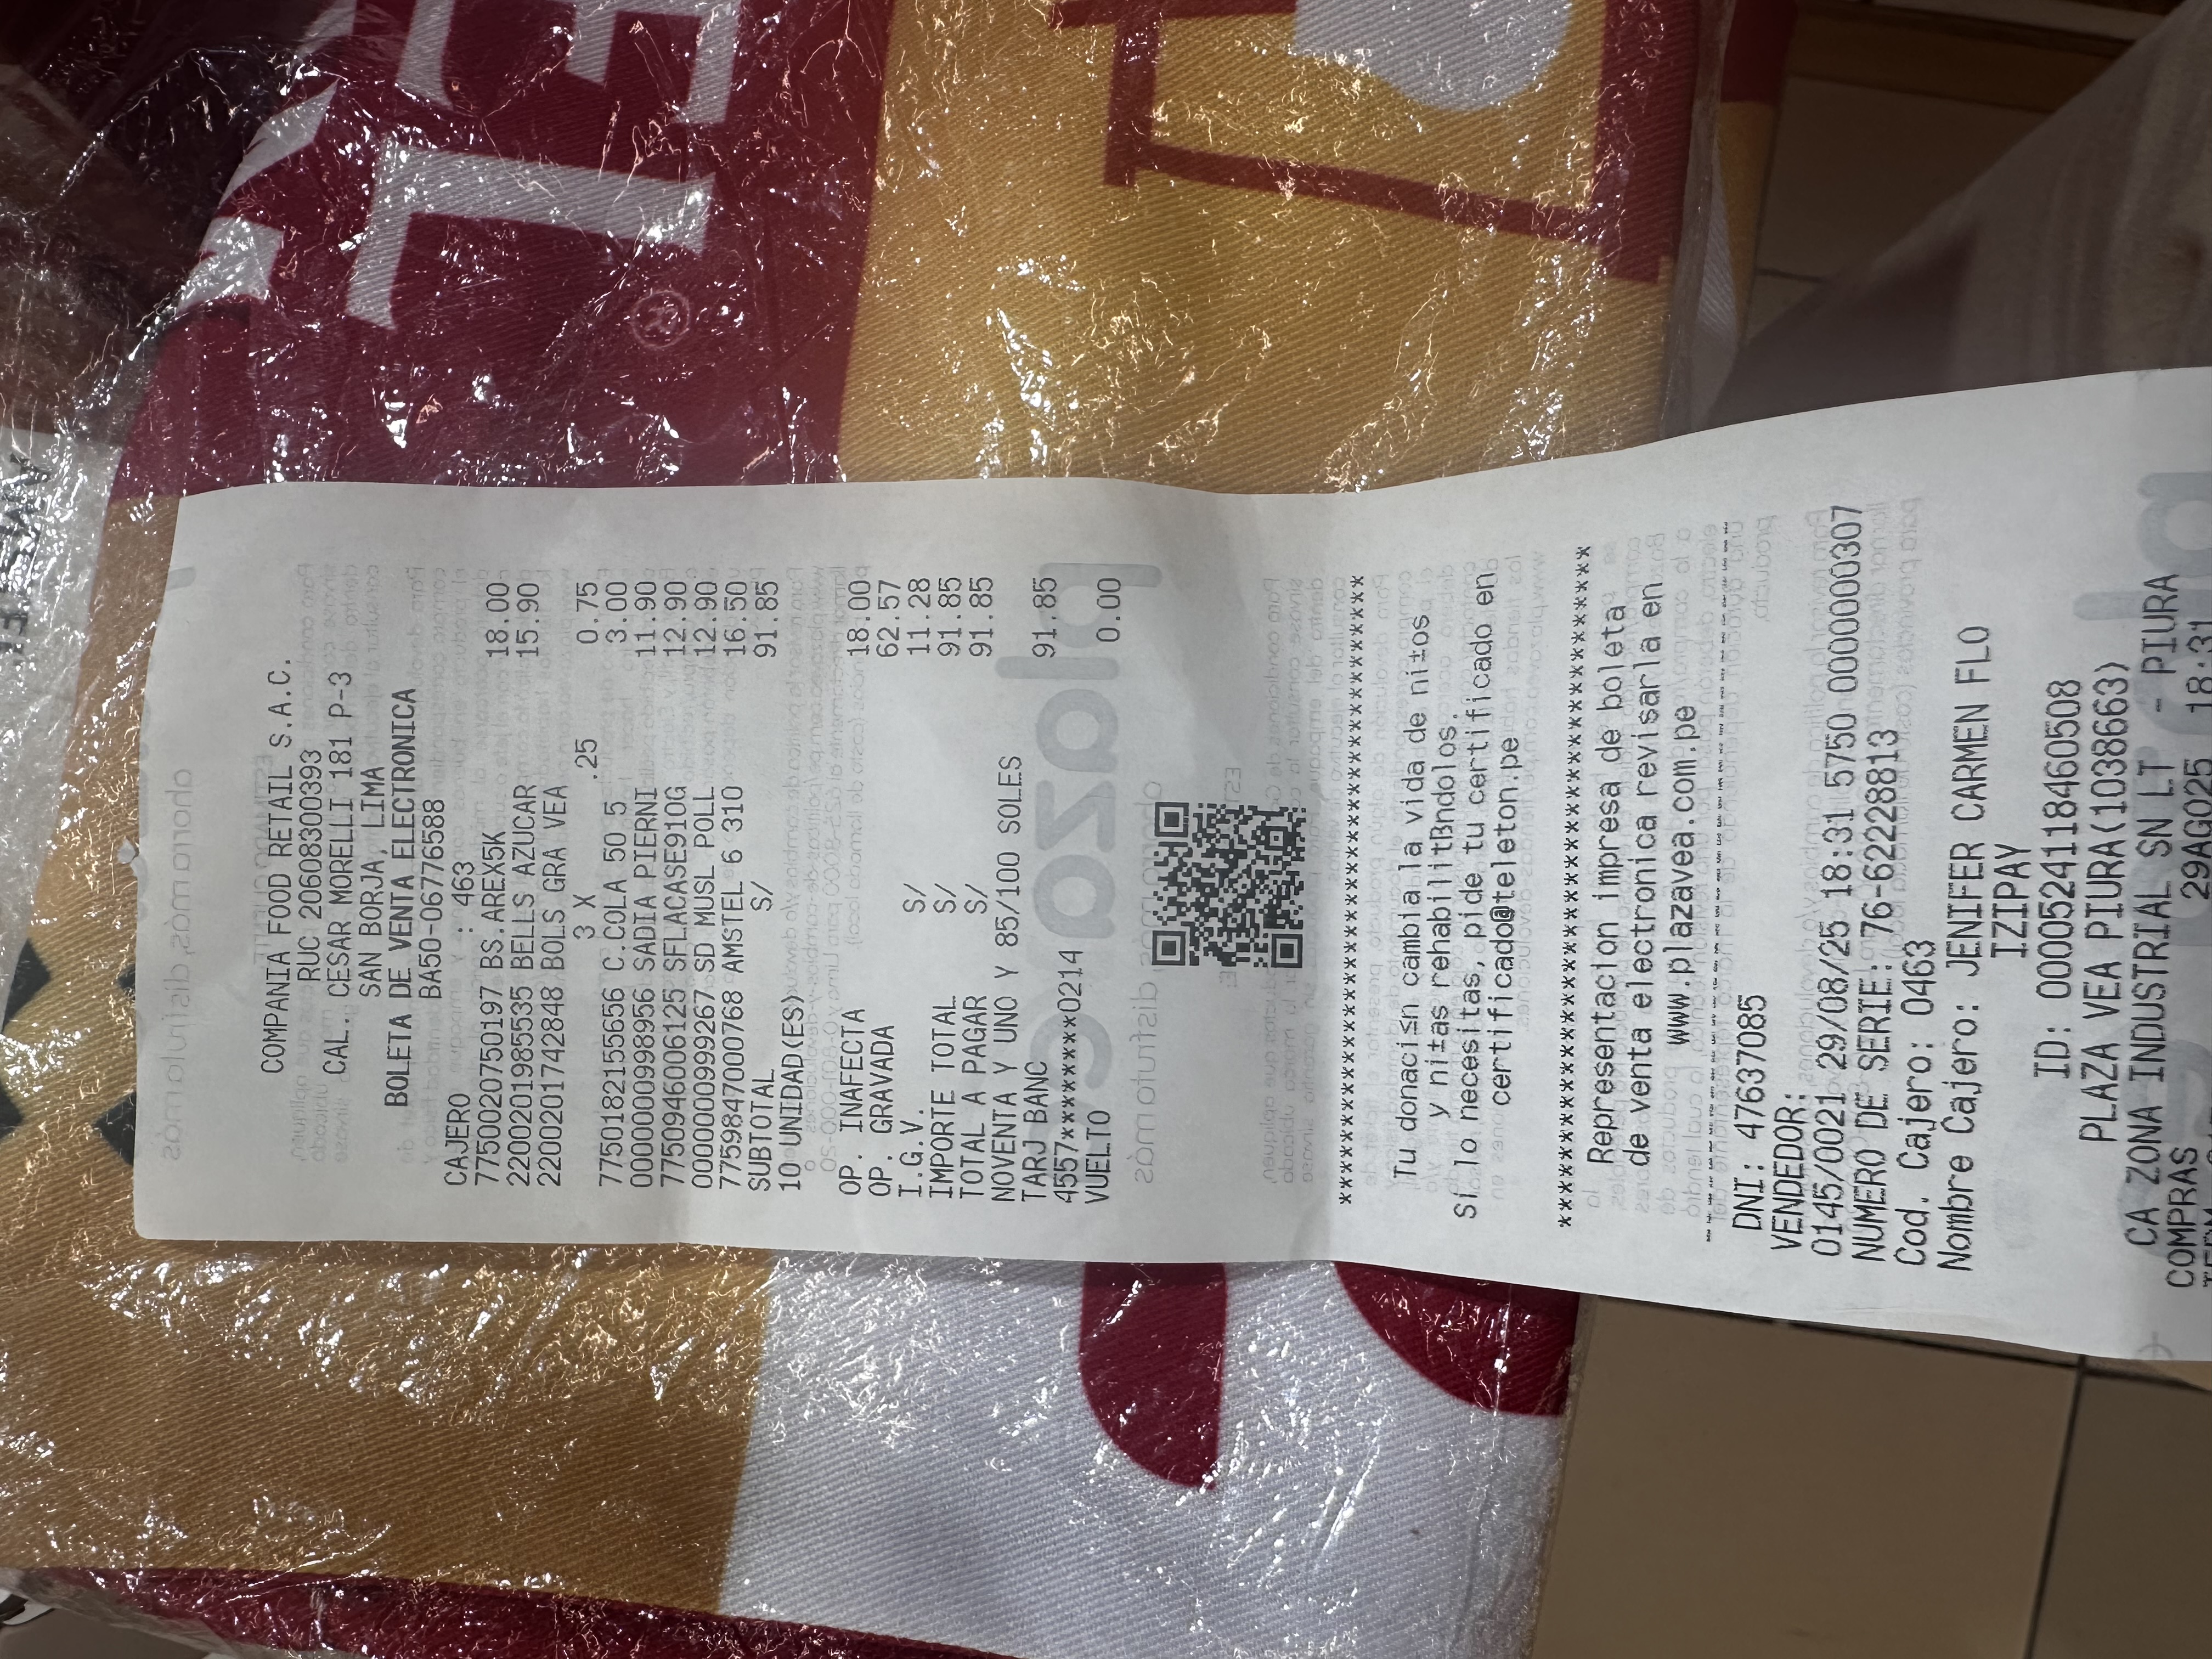 COMPANIA FOOD RETAIL S.A.C.
RUC 20608300393
CAL. CESAR MORELLI 181 P-3
SAN BORJA, LIMA
BOLETA DE VENTA ELECTRONICA
BA50-06776588
CAJERO : 463
7750020750197 BS.AREX5K 18.00
2200201985535 BELLS AZUCAR 15.90
2200201742848 BOLS GRA VEA
3 X .25 0.75
7750182155656 C.COLA 50 5 3.00
0000000998956 SADIA PIERNI 11.90
7750946006125 SFLACASE910G 12.90
0000000999267 SD MUSL POLL 12.90
7759847000768 AMSTEL 6 310 16.50
SUBTOTAL S/ 91.85
10 UNIDAD(ES)
OP. INAFECTA 18.00
OP. GRAVADA 62.57
I.G.V. S/ 11.28
IMPORTE TOTAL S/ 91.85
TOTAL A PAGAR S/ 91.85
NOVENTA Y UNO Y 85/100 SOLES
TARJ BANC 91.85
4557********0214
VUELTO 0.00
*****************************************
Tu donaci≤n cambia la vida de ni±os
y ni±as rehabilitßndolos.
Sí lo necesitas, pide tu certificado en
certificado@teleton.pe
*****************************************
Representacion impresa de boleta
de venta electronica revisarla en
www.plazavea.com.pe
DNI: 47637085
VENDEDOR:
0145/0021 29/08/25 18:31 5750 0000000307
NUMERO DE SERIE: 76-62228813
Cod. Cajero: 0463
Nombre Cajero: JENIFER CARMEN FLO
IZIPAY
ID: 0000524118460508
PLAZA VEA PIURA(1038663)
CA ZONA INDUSTRIAL SN LT - PIURA
COMPRAS 29AGO25 18:31